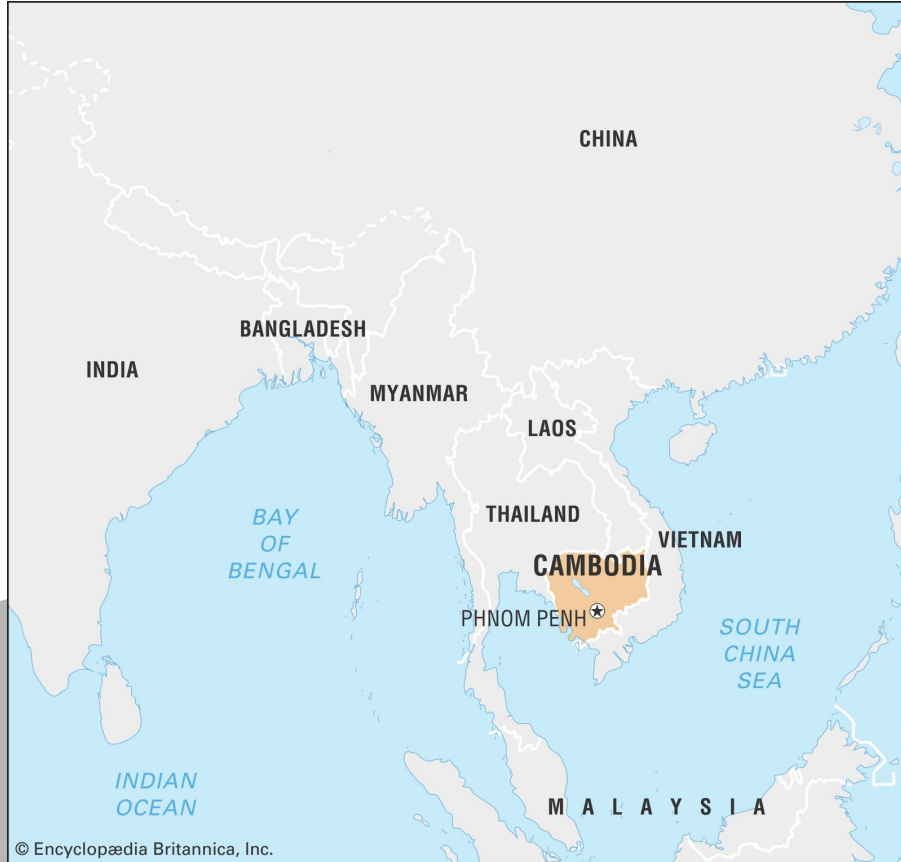 CHINA
BANGLADESH
INDIA
MYANMAR
LAOS
BAY
OF
BENGAL
THAILAND
VIETNAM
CAMBODIA
PHNOM PENH
SOUTH
CHINA
SEA
INDIAN
OCEAN
MALAYSIA
© Encyclopædia Britannica, Inc.